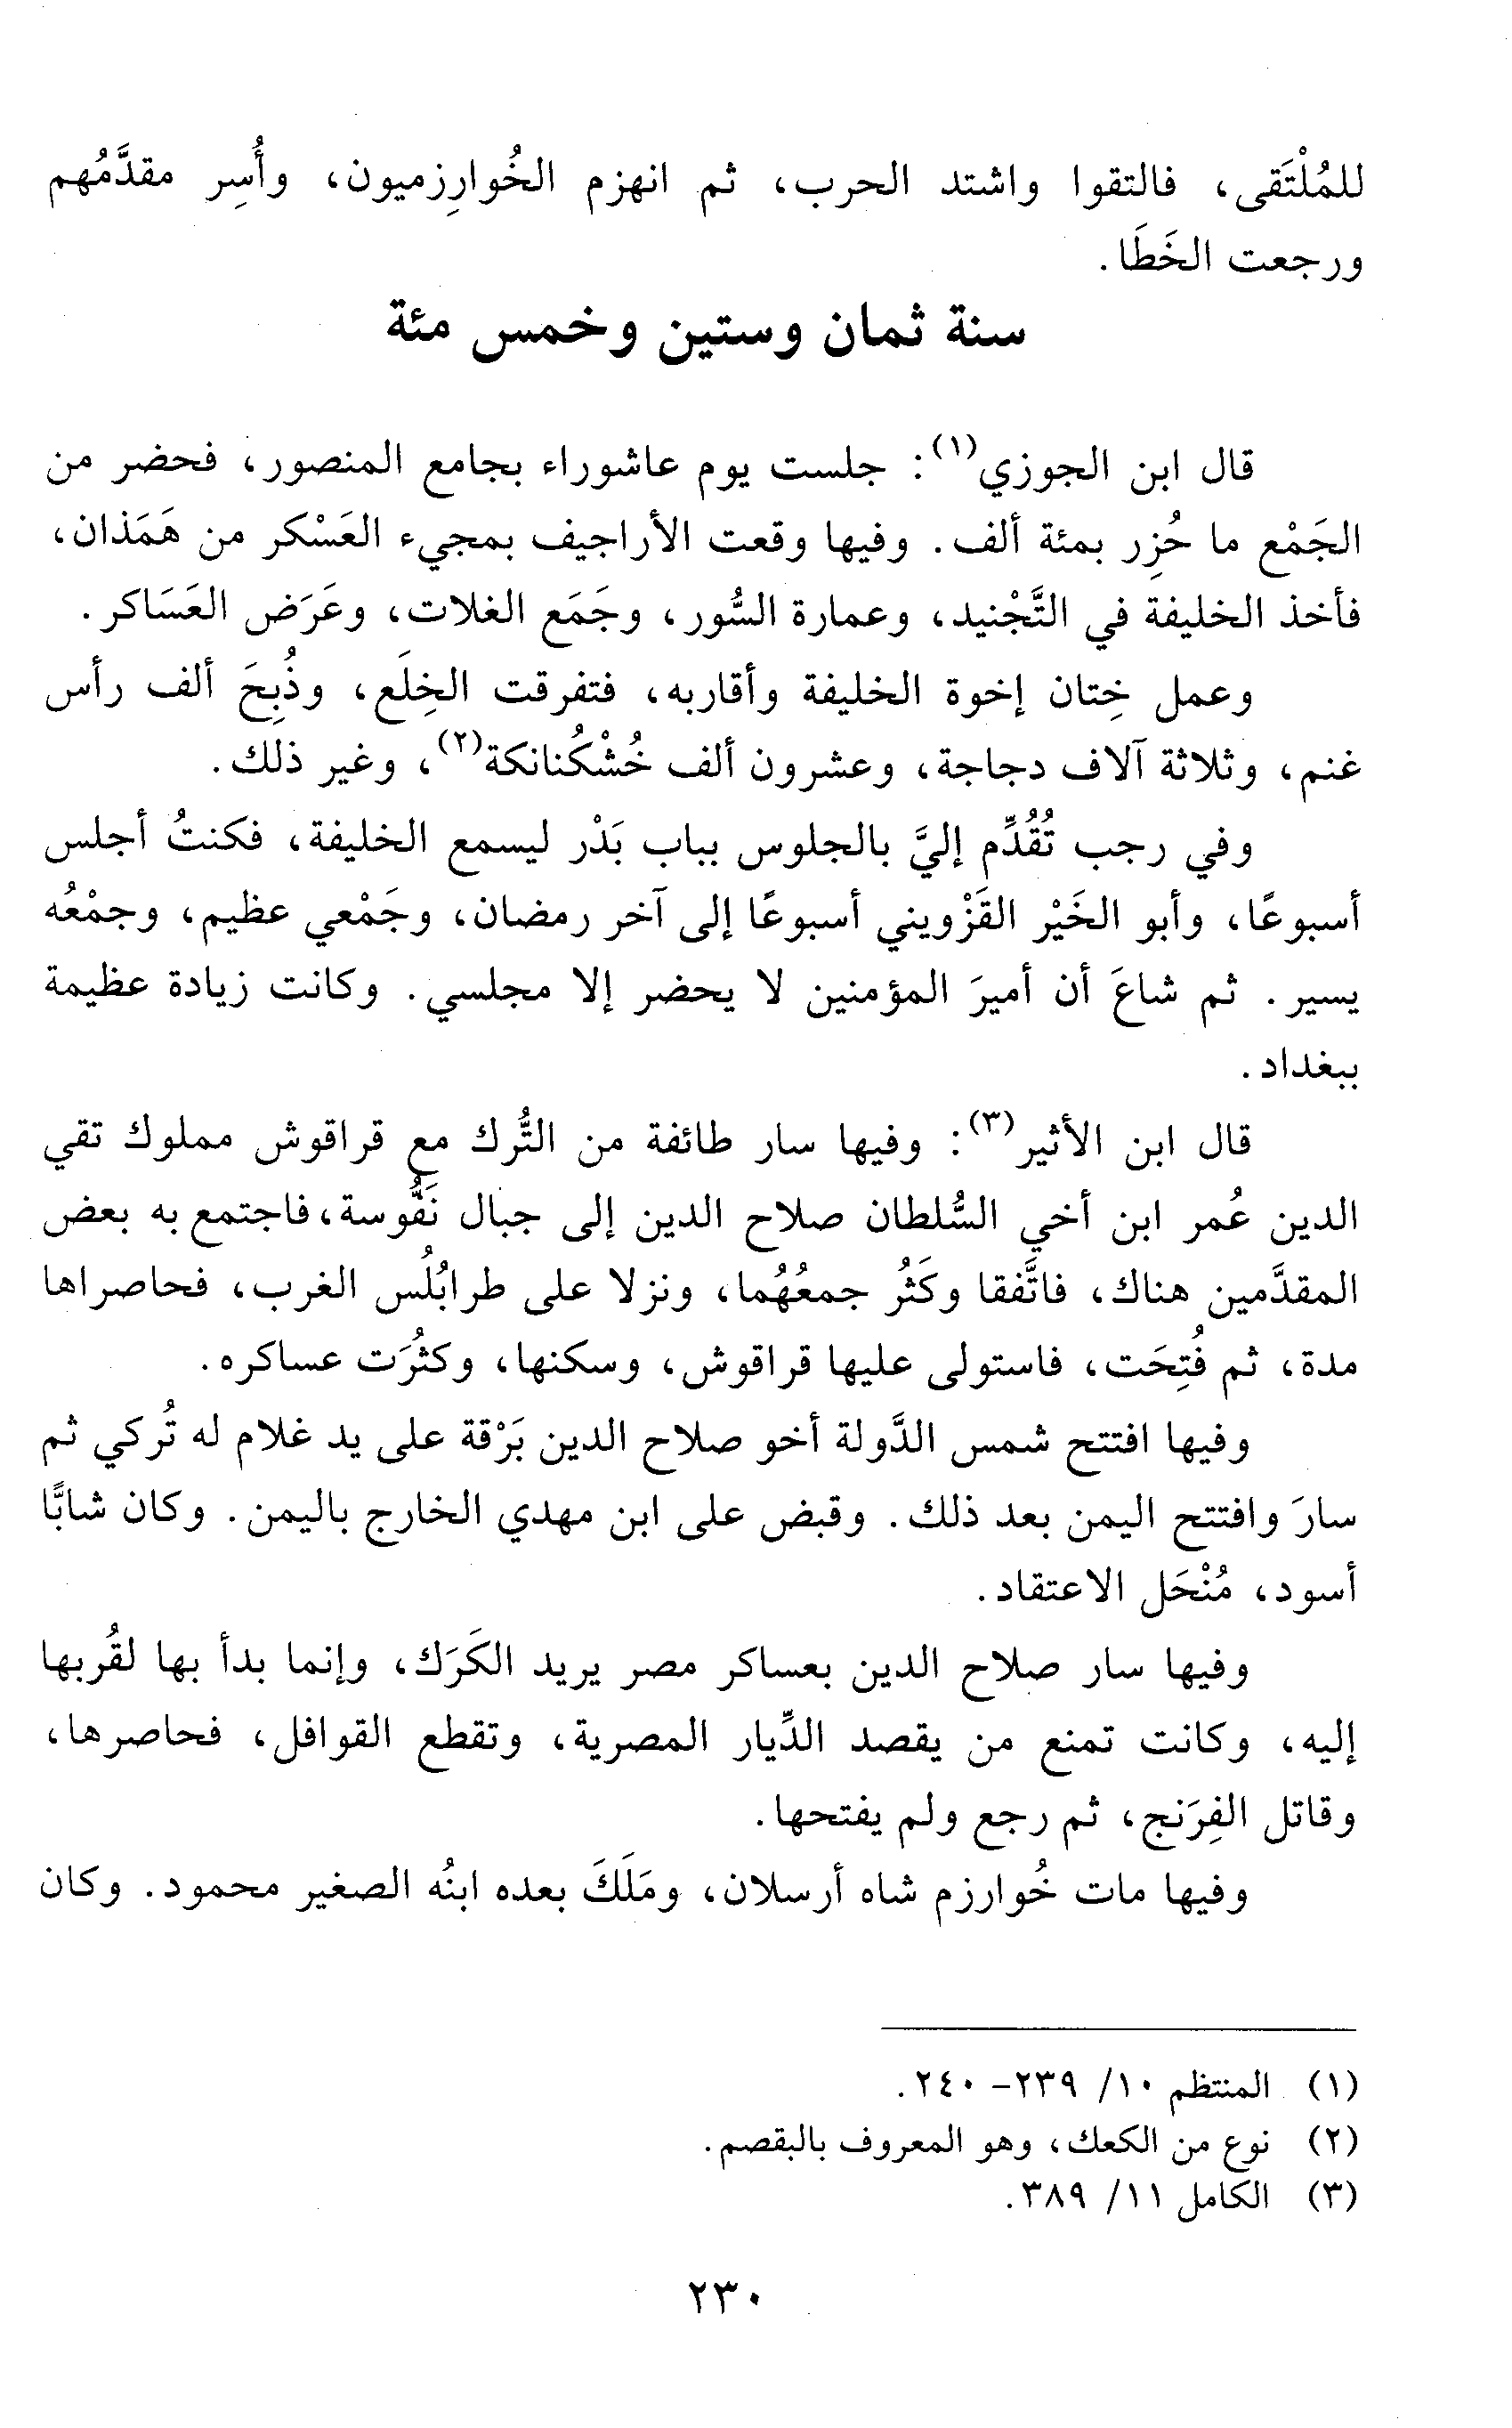 للمُلْتَقى، فالتقوا واشتد الحرب، ثم انهزم الخُوارِزميون، وأُسِر مقدَّمُهم
ورجعت الخَطَا.
سنة ثمان وستين وخمس مئة
قال ابن الجوزي(١): جلست يوم عاشوراء بجامع المنصور، فحضر من
الجَمْع ما حُزِر بمئة ألف. وفيها وقعت الأراجيف بمجيء العَسْكر من هَمَذان،
فأخذ الخليفة في التَّجْنيد، وعمارة السُّور، وجَمَع الغلات، وعَرَض العَسَاكر.
وعمل خِتان إخوة الخليفة وأقاربه، فتفرقت الخِلَع، وذُبِحَ ألف رأس
غنم، وثلاثة آلاف دجاجة، وعشرون ألف خُشْكُنانكة(٢)، وغير ذلك.
وفي رجب تُقُدِّم إليَّ بالجلوس بباب بَدْر ليسمع الخليفة، فكنتُ أجلس
أسبوعًا، وأبو الخَيْر القَزْويني أسبوعًا إلى آخر رمضان، وجَمْعي عظيم، وجمْعُه
يسير. ثم شاعَ أن أميرَ المؤمنين لا يحضر إلا مجلسي. وكانت زيادة عظيمة
ببغداد.
قال ابن الأثير(٣): وفيها سار طائفة من التُّرك مع قراقوش مملوك تقي
الدين عُمر ابن أخي السُّلطان صلاح الدين إلى جبال نَفُّوسة، فاجتمع به بعض
المقدَّمين هناك، فاتَّفقا وكَثُر جمعُهُما، ونزلا على طرابُلُس الغرب، فحاصراها
مدة، ثم فُتِحَت، فاستولى عليها قراقوش، وسكنها، وكثُرَت عساكره.
وفيها افتتح شمس الدَّولة أخو صلاح الدين بَرْقة على يد غلام له تُركي ثم
سارَ وافتتح اليمن بعد ذلك. وقبض على ابن مهدي الخارج باليمن. وكان شابًّا
أسود، مُنْحَل الاعتقاد.
وفيها سار صلاح الدين بعساكر مصر يريد الكَرَك، وإنما بدأ بها لقُربها
إليه، وكانت تمنع من يقصد الدِّيار المصرية، وتقطع القوافل، فحاصرها،
وقاتل الفِرَنج، ثم رجع ولم يفتحها.
وفيها مات خُوارزم شاه أرسلان، ومَلَكَ بعده ابنُه الصغير محمود. وكان
(١) المنتظم ١٠/ ٢٣٩- ٢٤٠.
(٢) نوع من الكعك، وهو المعروف بالبقصم.
(٣) الكامل ١١/ ٣٨٩.
٢٣٠